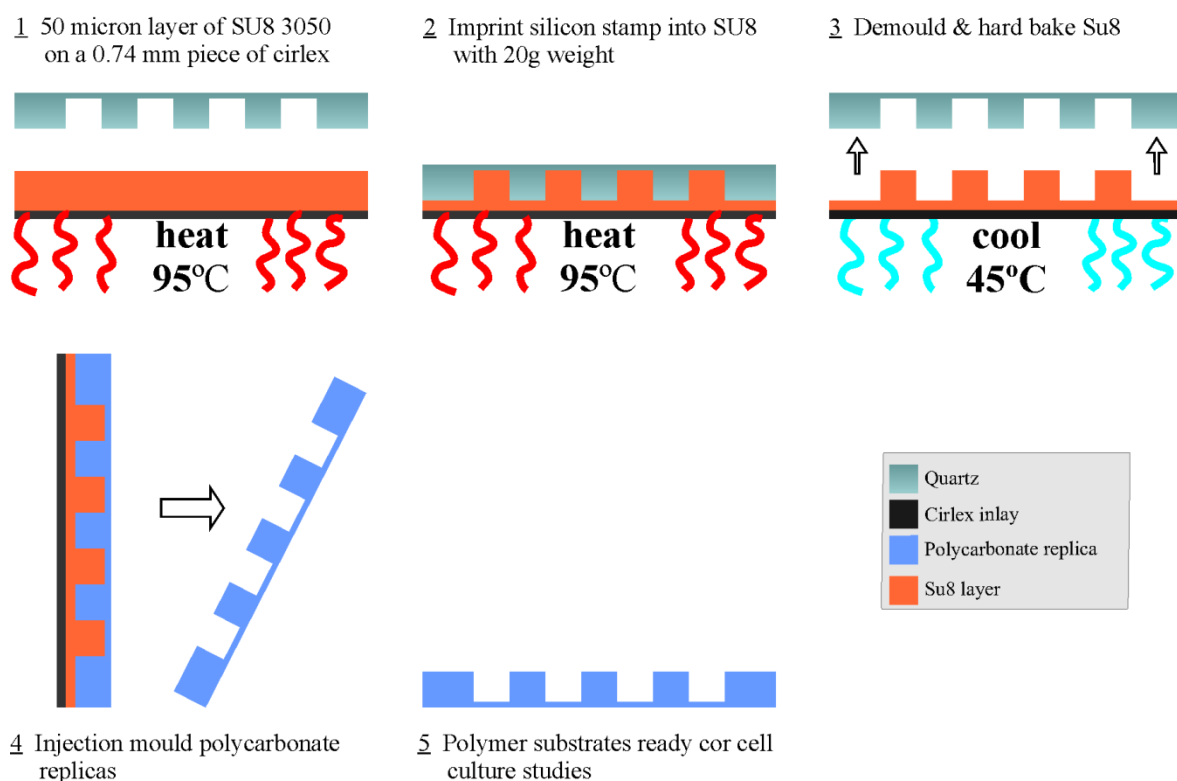 1 50 micron layer of SU8 3050
on a 0.74 mm piece of cirlex
2 Imprint silicon stamp into SU8
with 20g weight
3 Demould & hard bake Su8
heat
95°C
heat
95°C
cool
45°C
Quartz
Cirlex inlay
Polycarbonate replica
Su8 layer
4 Injection mould polycarbonate
replicas
5 Polymer substrates ready cor cell
culture studies